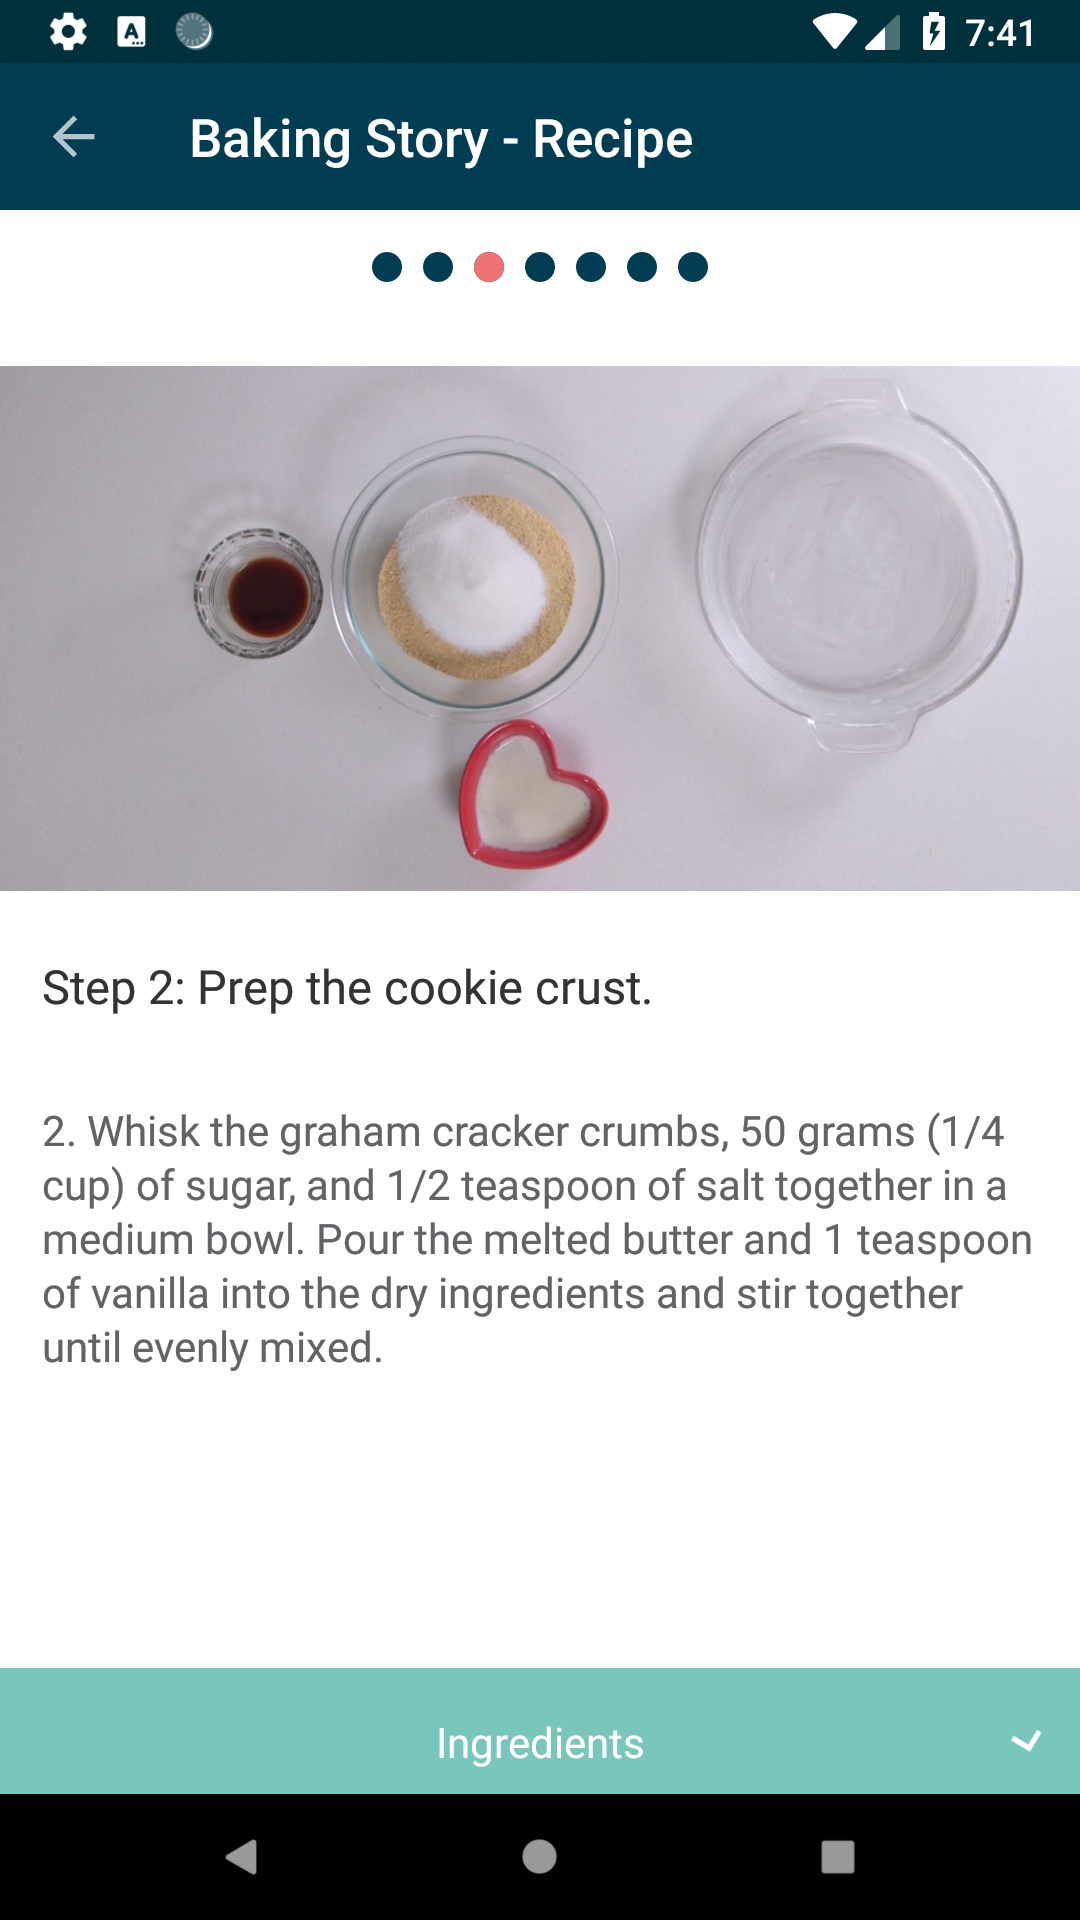 7:41
Baking Story - Recipe
Step 2: Prep the cookie crust.
2. Whisk the graham cracker crumbs, 50 grams (1/4
cup) of sugar, and 1/2 teaspoon of salt together in a
medium bowl. Pour the melted butter and 1 teaspoon
of vanilla into the dry ingredients and stir together
until evenly mixed.
Ingredients